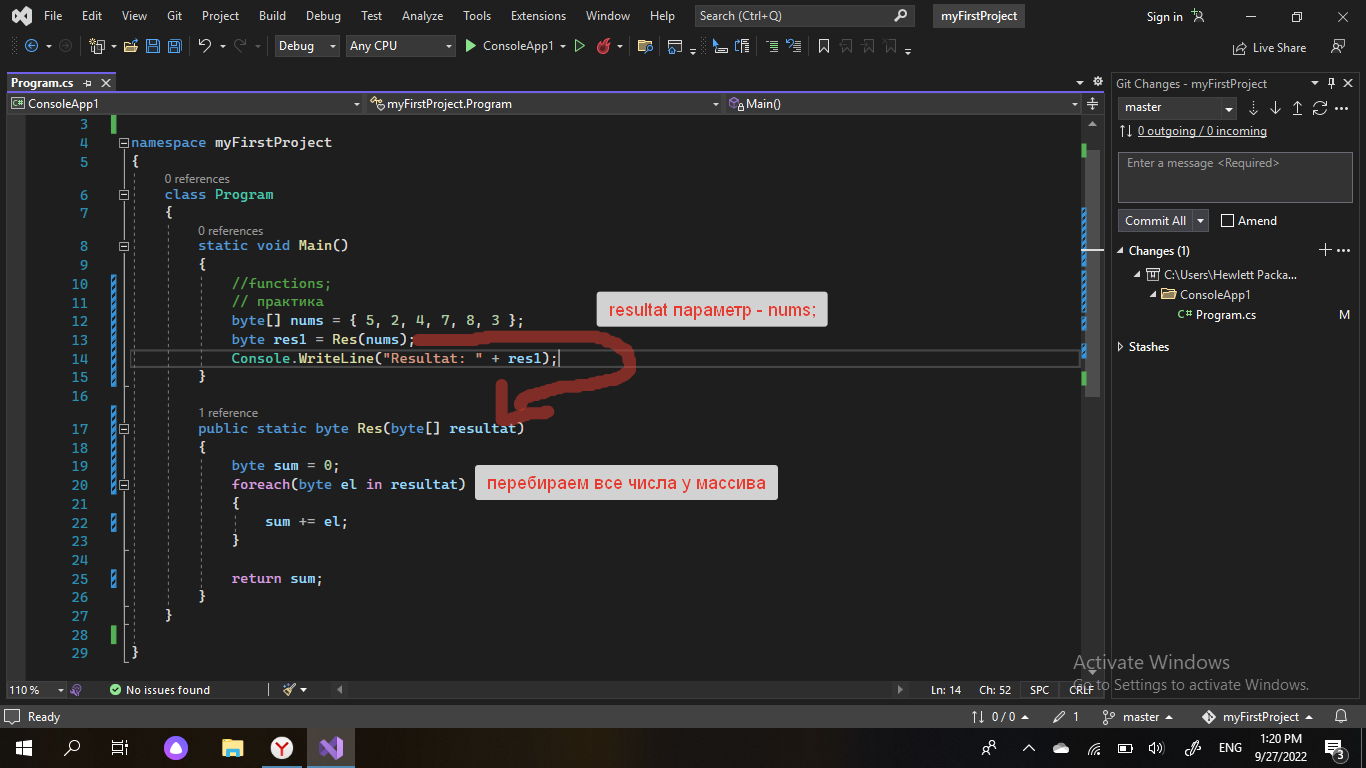 File Edit View Git Project Build Debug Test Analyze Tools Extensions Window Help Search (Ctrl+Q) myFirstProject Sign in
Debug Any CPU ConsoleApp1 Live Share
Program.cs
ConsoleApp1 myFirstProject.Program Main()
3
4 namespace myFirstProject
5 {
0 references
6 class Program
7 {
0 references
8 static void Main()
9 {
10 //functions;
11 // практика
12 byte[] nums = { 5, 2, 4, 7, 8, 3 };
13 byte res1 = Res(nums);
14 Console.WriteLine("Resultat: " + res1);
15 }
16
1 reference
17 public static byte Res(byte[] resultat)
18 {
19 byte sum = 0;
20 foreach(byte el in resultat)
21 {
22 sum += el;
23 }
24
25 return sum;
26 }
27 }
28
29 }
resultat параметр - nums;
перебираем все числа у массива
Git Changes - myFirstProject
master
0 outgoing / 0 incoming
Enter a message <Required>
Commit All Amend
Changes (1)
C:\Users\Hewlett Packa...
ConsoleApp1
C# Program.cs M
Stashes
Activate Windows
Go to Settings to activate Windows.
110 % No issues found Ln: 14 Ch: 52 SPC CRLF
Ready 0 / 0 1 master myFirstProject
ENG 1:20 PM
9/27/2022 3